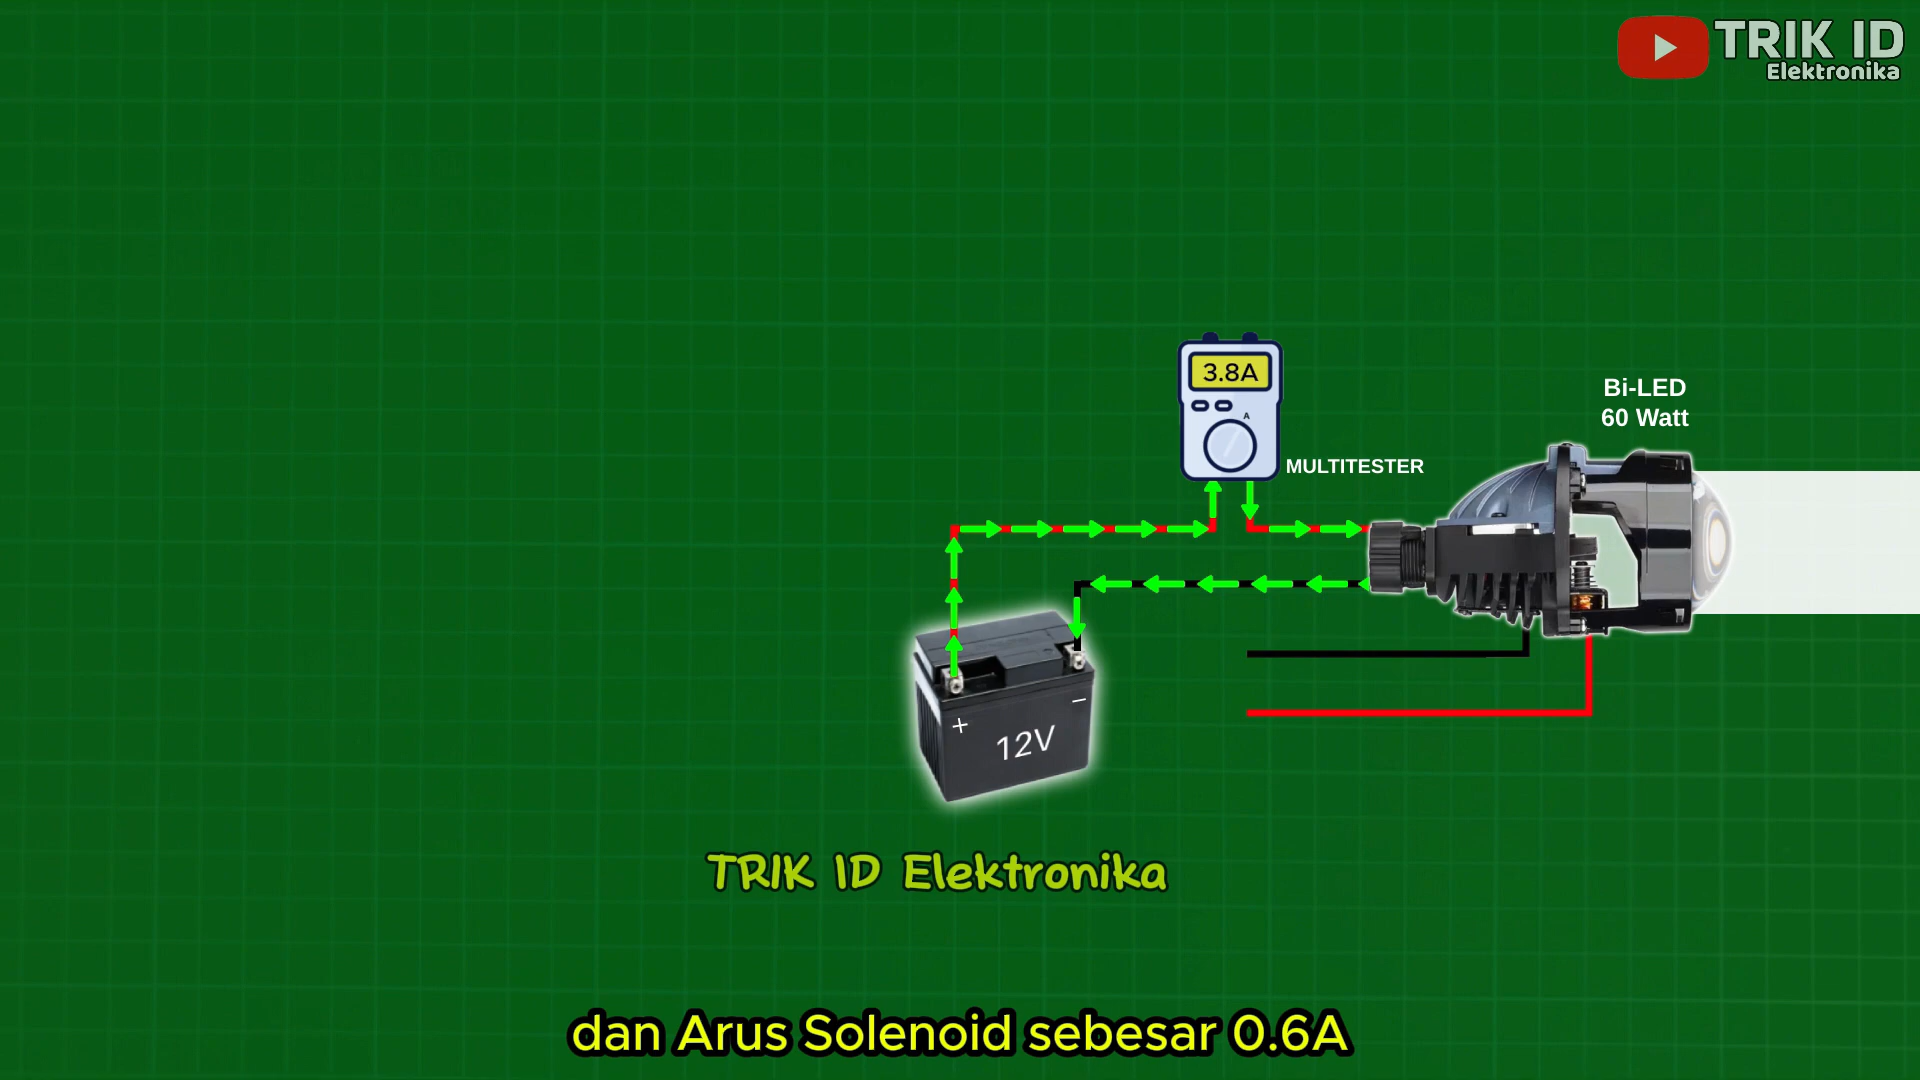 TRIK ID
Elektronika
3.8A
A
Bi-LED
60 Watt
MULTITESTER
+
−
12V
TRIK ID Elektronika
dan Arus Solenoid sebesar 0.6A